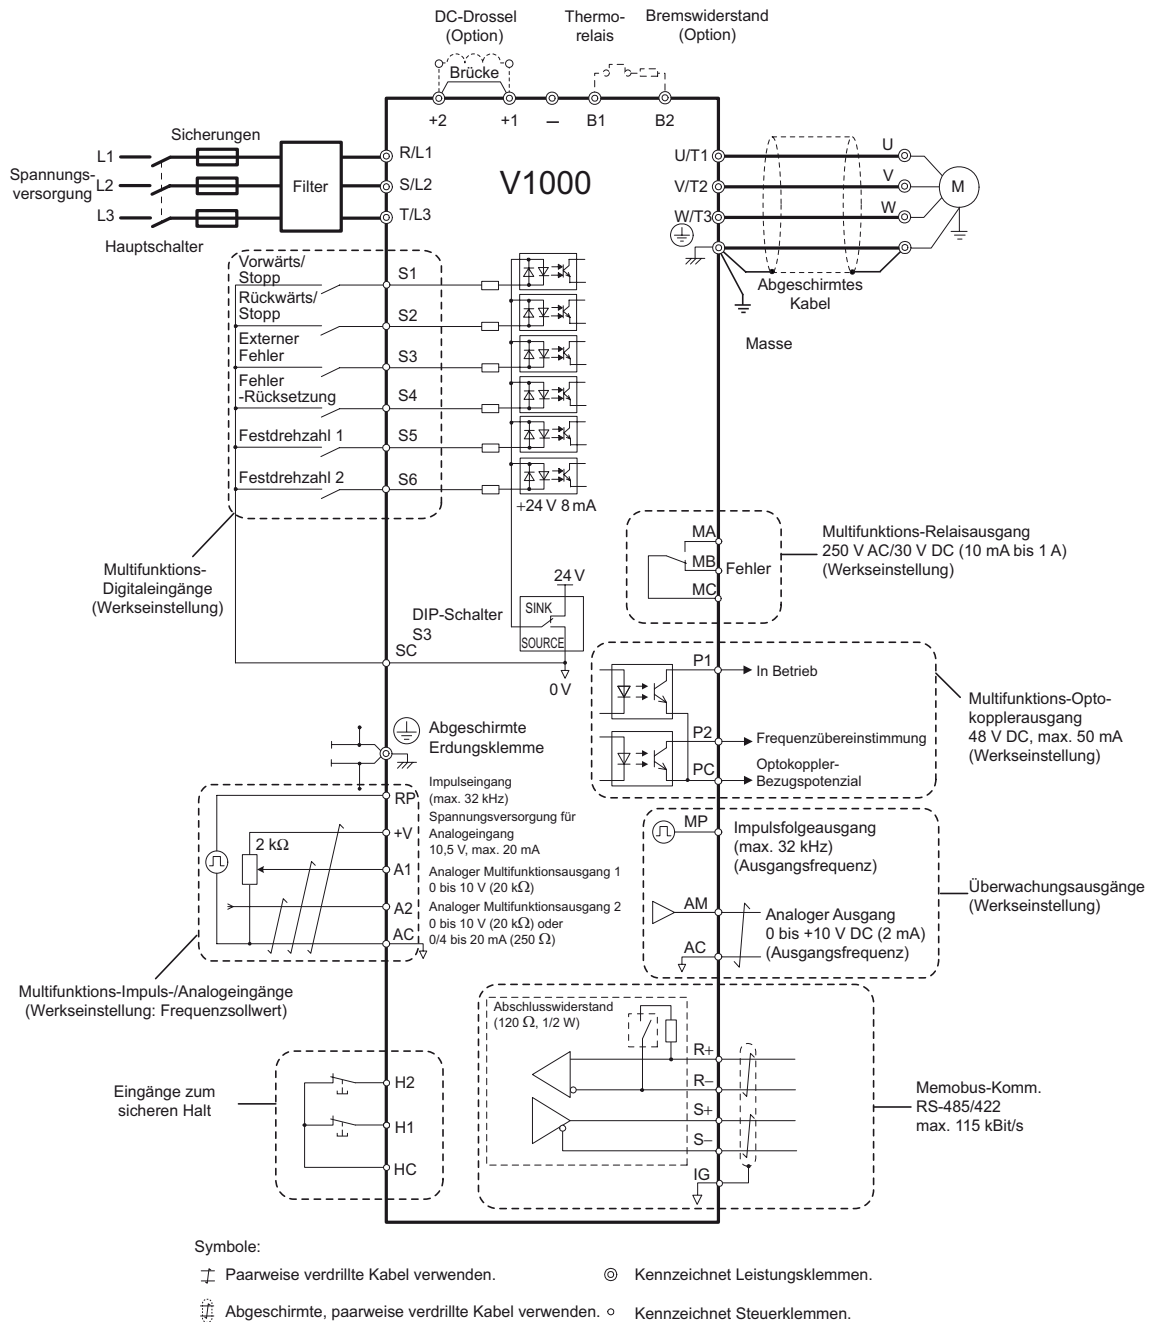 DC-Drossel
(Option)
Thermo-
relais
Bremswiderstand
(Option)
Brücke
+2
+1
–
B1
B2
Sicherungen
L1
Spannungs-
versorgung
L2
L3
Hauptschalter
Filter
R/L1
S/L2
T/L3
V1000
U/T1
V/T2
W/T3
U
V
W
M
Abgeschirmtes
Kabel
Masse
Vorwärts/
Stopp
S1
Rückwärts/
Stopp
S2
Externer
Fehler
S3
Fehler
-Rücksetzung
S4
Festdrehzahl 1
S5
Festdrehzahl 2
S6
+24 V 8 mA
Multifunktions-
Digitaleingänge
(Werkseinstellung)
24 V
DIP-Schalter
S3
SINK
SOURCE
SC
0 V
MA
MB
MC
Fehler
Multifunktions-Relaisausgang
250 V AC/30 V DC (10 mA bis 1 A)
(Werkseinstellung)
P1
In Betrieb
P2
Frequenzübereinstimmung
PC
Optokoppler-
Bezugspotenzial
Multifunktions-Opto-
kopplerausgang
48 V DC, max. 50 mA
(Werkseinstellung)
Abgeschirmte
Erdungsklemme
RP
Impulseingang
(max. 32 kHz)
+V
Spannungsversorgung für
Analogeingang
10,5 V, max. 20 mA
2 kΩ
A1
Analoger Multifunktionsausgang 1
0 bis 10 V (20 kΩ)
A2
Analoger Multifunktionsausgang 2
0 bis 10 V (20 kΩ) oder
0/4 bis 20 mA (250 Ω)
AC
Multifunktions-Impuls-/Analogeingänge
(Werkseinstellung: Frequenzsollwert)
MP
Impulsfolgeausgang
(max. 32 kHz)
(Ausgangsfrequenz)
AM
Analoger Ausgang
0 bis +10 V DC (2 mA)
(Ausgangsfrequenz)
AC
Überwachungsausgänge
(Werkseinstellung)
Abschlusswiderstand
(120 Ω, 1/2 W)
R+
R–
S+
S–
IG
Memobus-Komm.
RS-485/422
max. 115 kBit/s
Eingänge zum
sicheren Halt
H2
H1
HC
Symbole:
Paarweise verdrillte Kabel verwenden.
Kennzeichnet Leistungsklemmen.
Abgeschirmte, paarweise verdrillte Kabel verwenden.
Kennzeichnet Steuerklemmen.